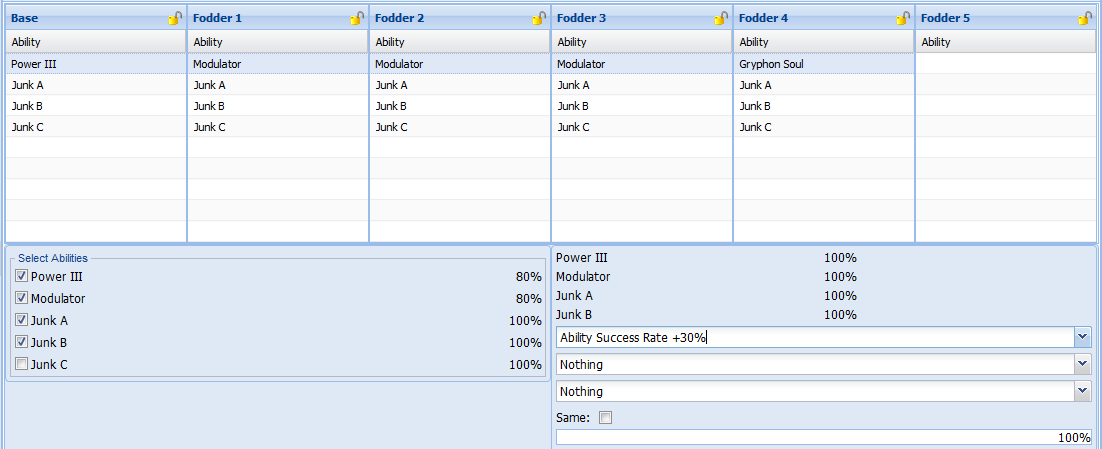 Base Fodder 1 Fodder 2 Fodder 3 Fodder 4 Fodder 5
Ability Ability Ability Ability Ability Ability
Power III Modulator Modulator Modulator Gryphon Soul
Junk A Junk A Junk A Junk A Junk A
Junk B Junk B Junk B Junk B Junk B
Junk C Junk C Junk C Junk C Junk C
Select Abilities
Power III 80%
Modulator 80%
Junk A 100%
Junk B 100%
Junk C 100%
Power III 100%
Modulator 100%
Junk A 100%
Junk B 100%
Ability Success Rate +30%
Nothing
Nothing
Same:
100%